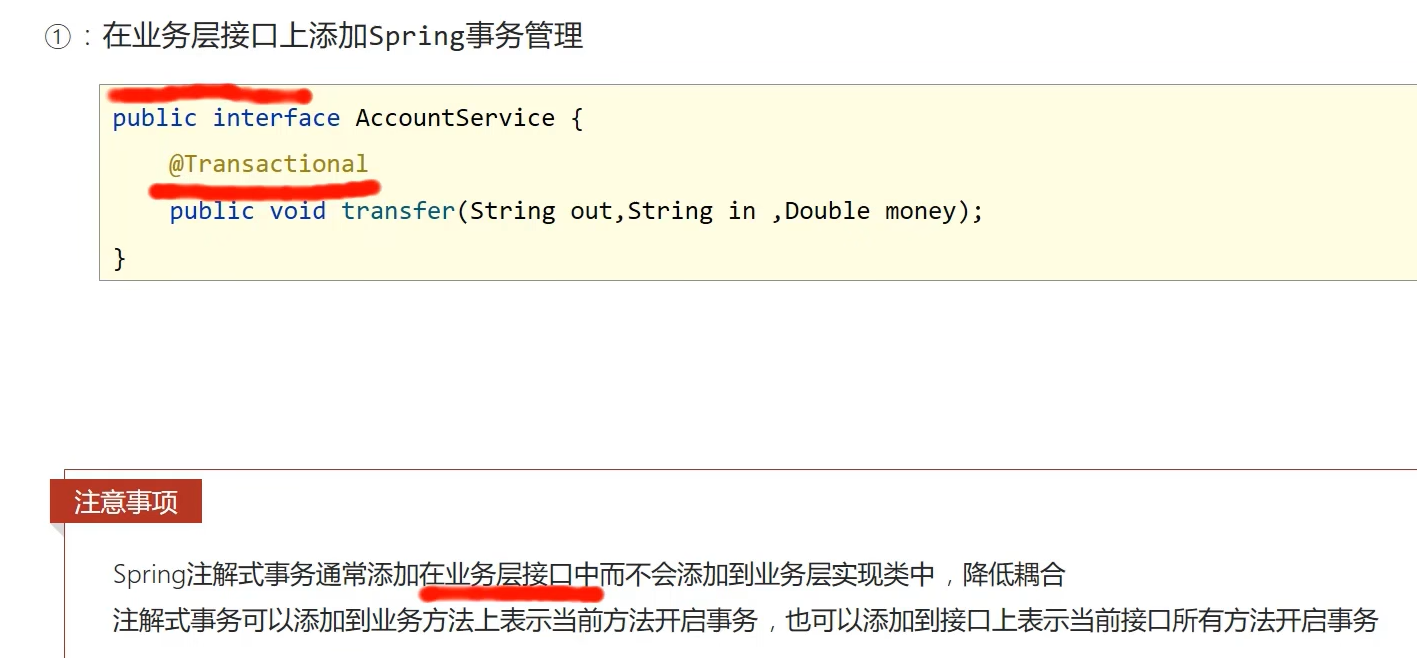 ①：在业务层接口上添加Spring事务管理
public interface AccountService {
@Transactional
public void transfer(String out,String in ,Double money);
}
注意事项
Spring注解式事务通常添加在业务层接口中而不会添加到业务层实现类中，降低耦合
注解式事务可以添加到业务方法上表示当前方法开启事务，也可以添加到接口上表示当前接口所有方法开启事务